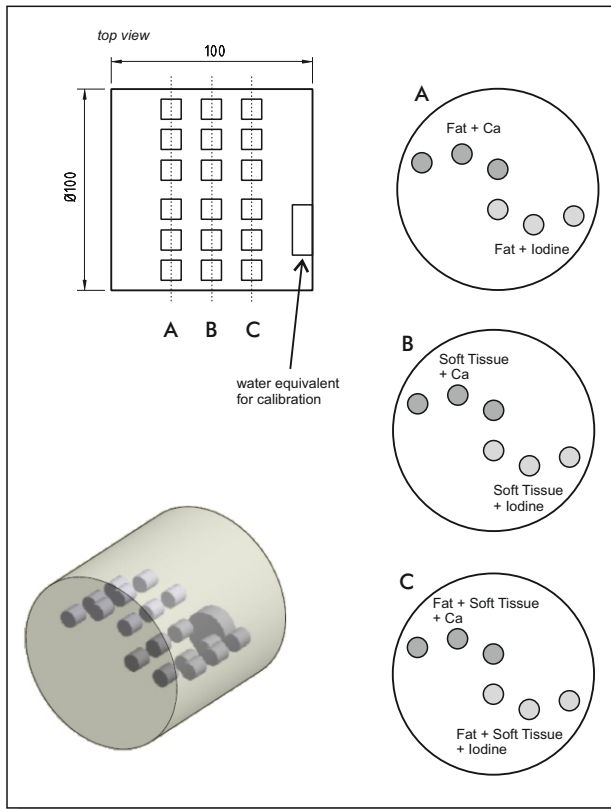 top view
100
Ø100
A B C
water equivalent
for calibration
A
Fat + Ca
Fat + Iodine
B
Soft Tissue
+ Ca
Soft Tissue
+ Iodine
C
Fat + Soft Tissue
+ Ca
Fat + Soft Tissue
+ Iodine